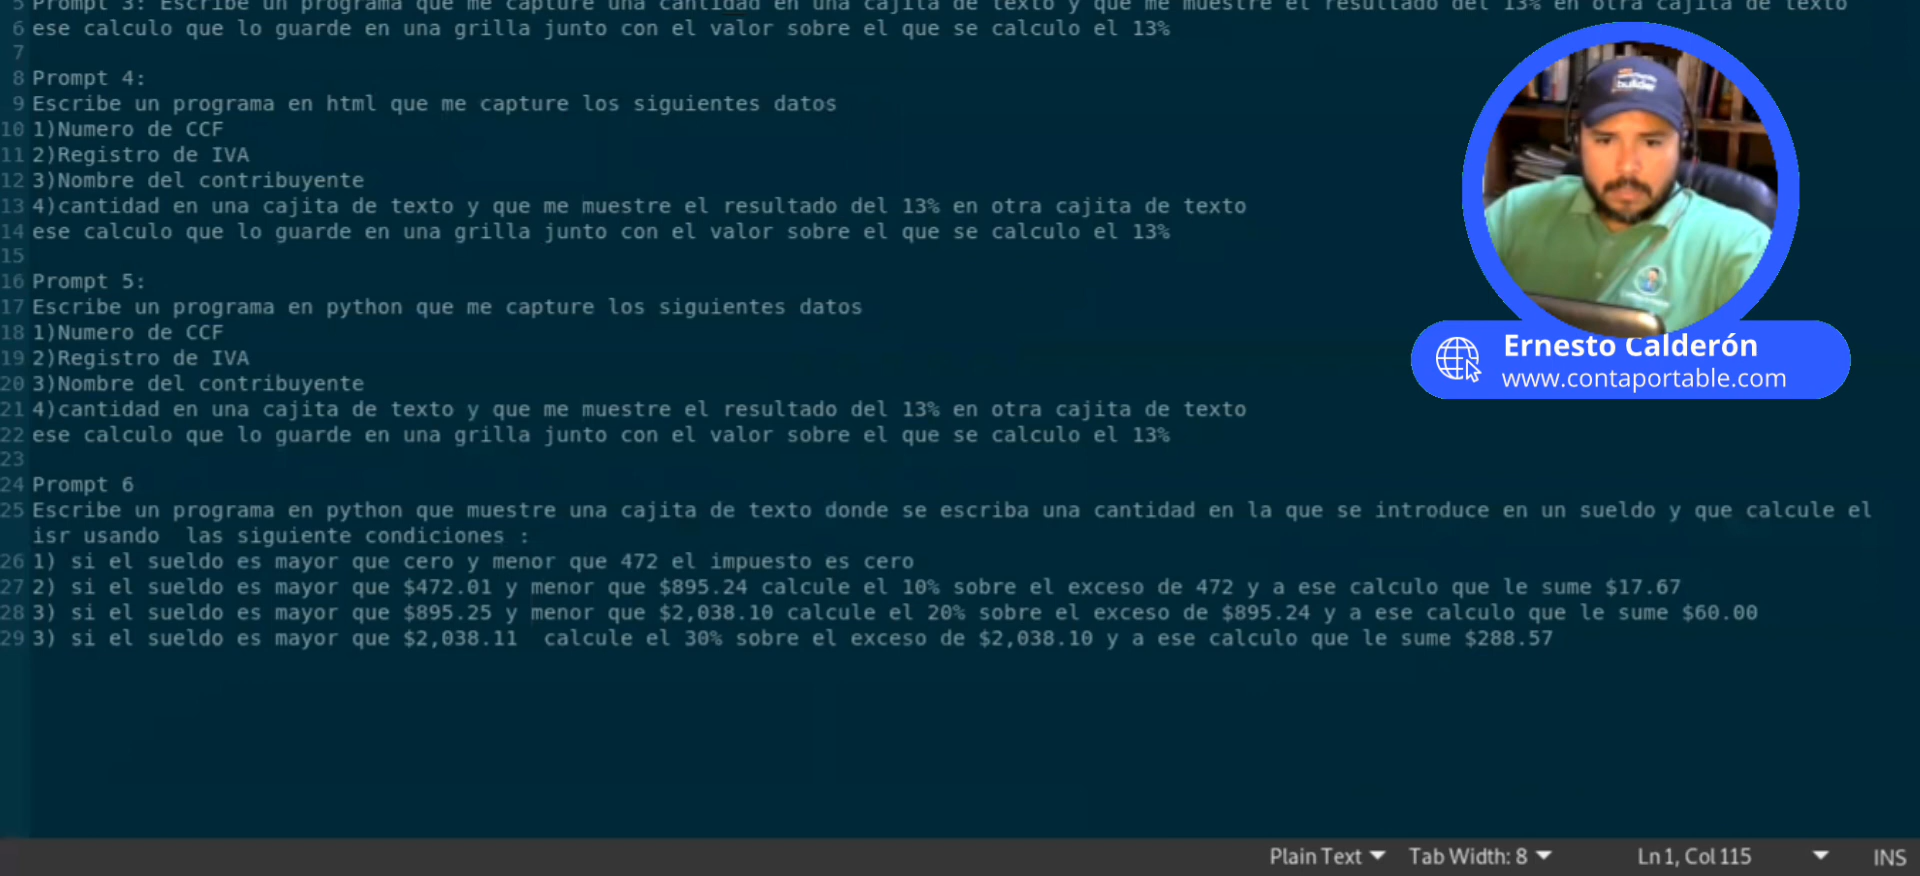 5 Prompt 3: Escribe un programa que me capture una cantidad en una cajita de texto y que me muestre el resultado del 13% en otra cajita de texto
6 ese calculo que lo guarde en una grilla junto con el valor sobre el que se calculo el 13%
7
8 Prompt 4:
9 Escribe un programa en html que me capture los siguientes datos
10 1)Numero de CCF
11 2)Registro de IVA
12 3)Nombre del contribuyente
13 4)cantidad en una cajita de texto y que me muestre el resultado del 13% en otra cajita de texto
14 ese calculo que lo guarde en una grilla junto con el valor sobre el que se calculo el 13%
15
16 Prompt 5:
17 Escribe un programa en python que me capture los siguientes datos
18 1)Numero de CCF
19 2)Registro de IVA
20 3)Nombre del contribuyente
21 4)cantidad en una cajita de texto y que me muestre el resultado del 13% en otra cajita de texto
22 ese calculo que lo guarde en una grilla junto con el valor sobre el que se calculo el 13%
23
24 Prompt 6
25 Escribe un programa en python que muestre una cajita de texto donde se escriba una cantidad en la que se introduce en un sueldo y que calcule el
isr usando  las siguiente condiciones :
26 1) si el sueldo es mayor que cero y menor que 472 el impuesto es cero
27 2) si el sueldo es mayor que $472.01 y menor que $895.24 calcule el 10% sobre el exceso de 472 y a ese calculo que le sume $17.67
28 3) si el sueldo es mayor que $895.25 y menor que $2,038.10 calcule el 20% sobre el exceso de $895.24 y a ese calculo que le sume $60.00
29 3) si el sueldo es mayor que $2,038.11  calcule el 30% sobre el exceso de $2,038.10 y a ese calculo que le sume $288.57
builder
Ernesto Calderón
www.contaportable.com
Plain Text Tab Width: 8 Ln 1, Col 115 INS